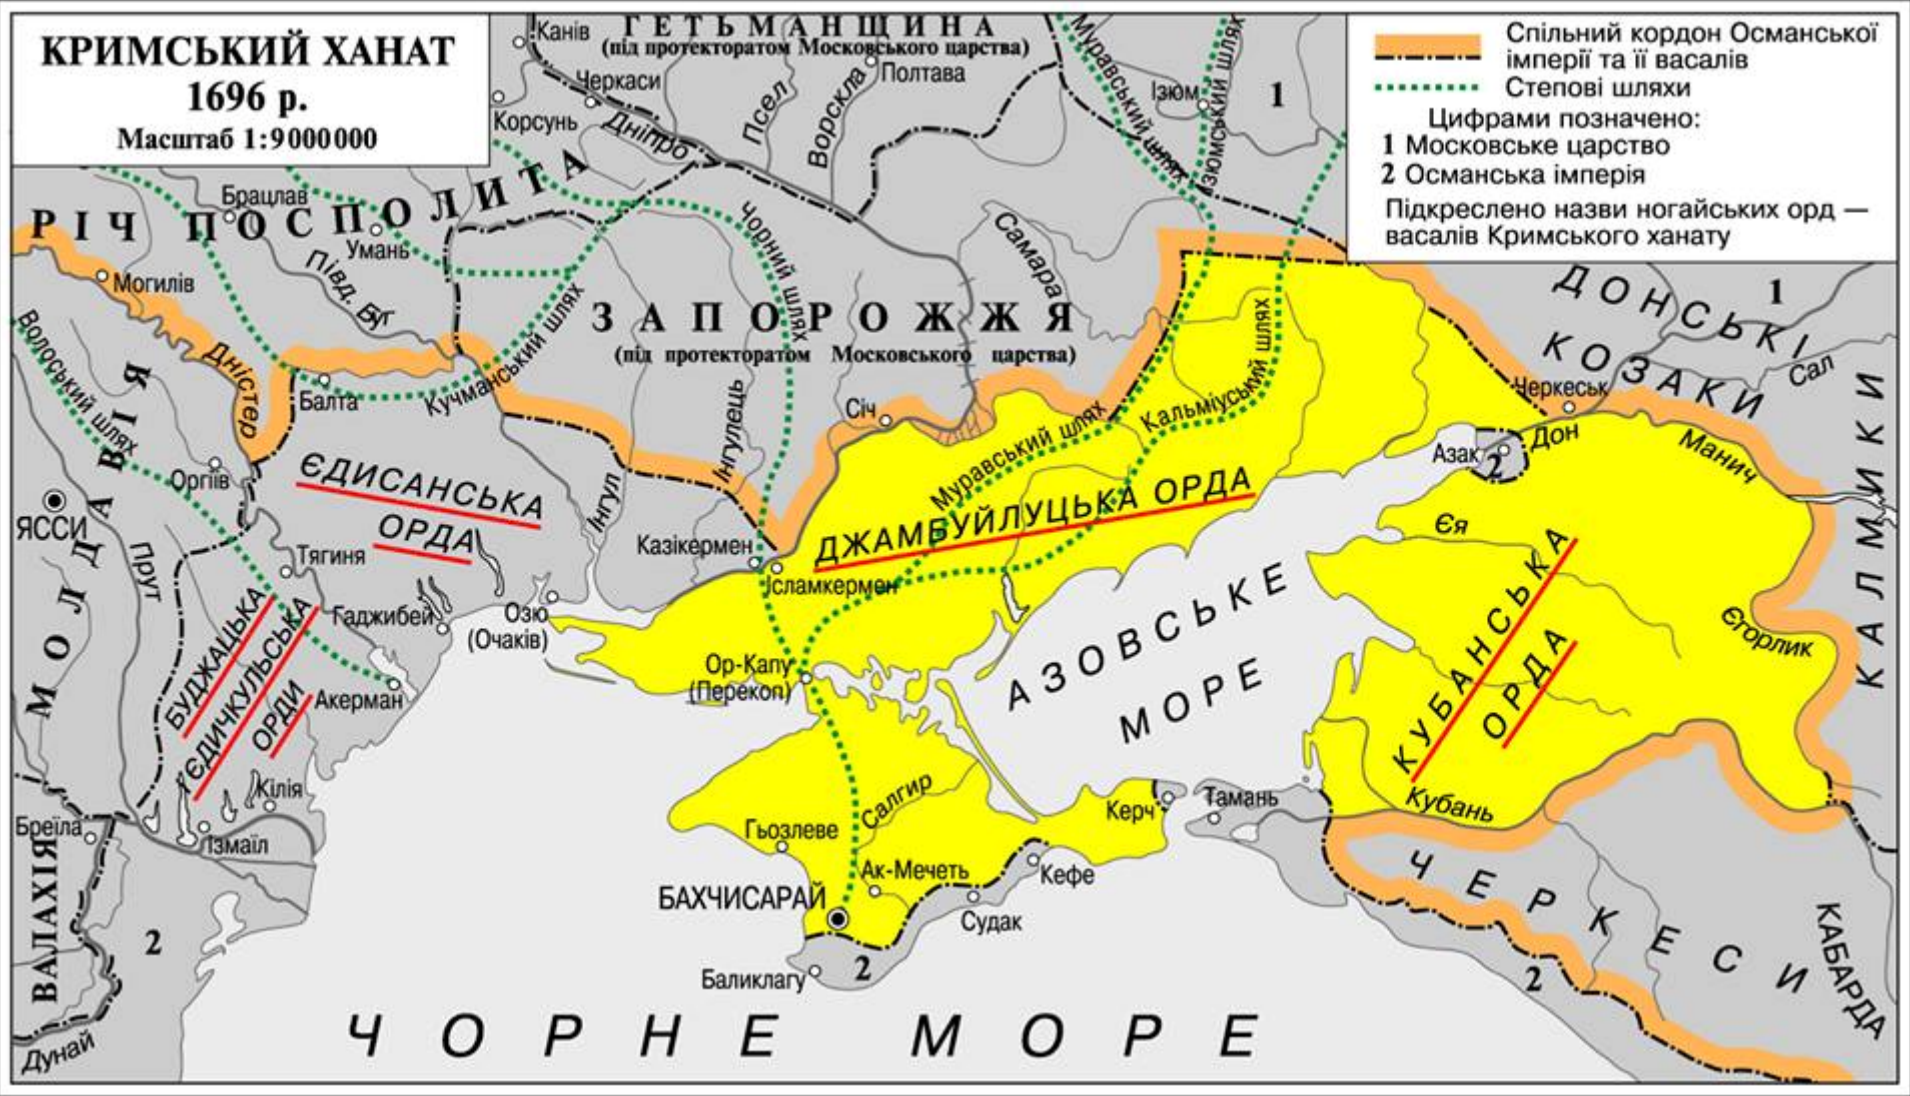 КРИМСЬКИЙ ХАНАТ
1696 р.
Масштаб 1:9000000
Спільний кордон Османської
імперії та її васалів
Степові шляхи
Цифрами позначено:
1 Московське царство
2 Османська імперія
Підкреслено назви ногайських орд —
васалів Кримського ханату
ГЕТЬМАНЩИНА
(під протекторатом Московського царства)
Канів
Черкаси
Корсунь
Дніпро
Псел
Ворскла
Полтава
Муравський шлях
Ізюмський шлях
Ізюм
1
РІЧ ПОСПОЛИТА
Брацлав
Умань
Півд. Буг
Могилів
Дністер
Волоський шлях
Балта
Кучманський шлях
Чорний шлях
Самара
ЗАПОРОЖЖЯ
(під протекторатом Московського царства)
Інгулець
Інгул
Січ
Муравський шлях
Кальміуський шлях
ДОНСЬКІ
КОЗАКИ
1
Сал
Черкеськ
Дон
Азак
2
Манич
КАЛМИКИ
МОЛДАВІЯ
ЯССИ
Оргіїв
Прут
Тягиня
ЄДИСАНСЬКА
ОРДА
ДЖАМБУЙЛУЦЬКА ОРДА
Казікермен
Ісламкермен
Гаджибей
Озю
(Очаків)
Ор-Капу
(Перекоп)
БУДЖАЦЬКА
І ЄДИЧКУЛЬСЬКА
ОРДИ
Акерман
Кілія
Ізмаїл
Бреїла
ВАЛАХІЯ
2
Дунай
АЗОВСЬКЕ
МОРЕ
Єя
Єгорлик
КУБАНСЬКА
ОРДА
Кубань
Салгир
Гьозлеве
Ак-Мечеть
БАХЧИСАРАЙ
Баликлагу
2
Судак
Кефе
Керч
Тамань
ЧЕРКЕСИ
2
КАБАРДА
ЧОРНЕ МОРЕ